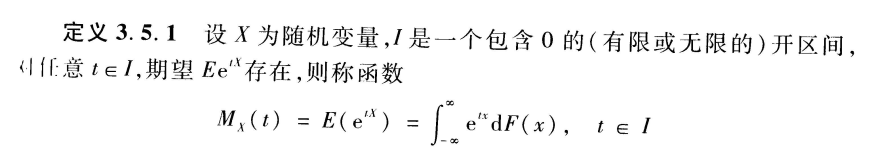 定义 3.5.1 设 X 为随机变量,I 是一个包含 0 的(有限或无限的)开区间,
对任意 t∈I,期望 Ee^{tX} 存在,则称函数
M_X(t) = E(e^{tX}) = ∫_{-∞}^{∞} e^{tx}dF(x), t ∈ I